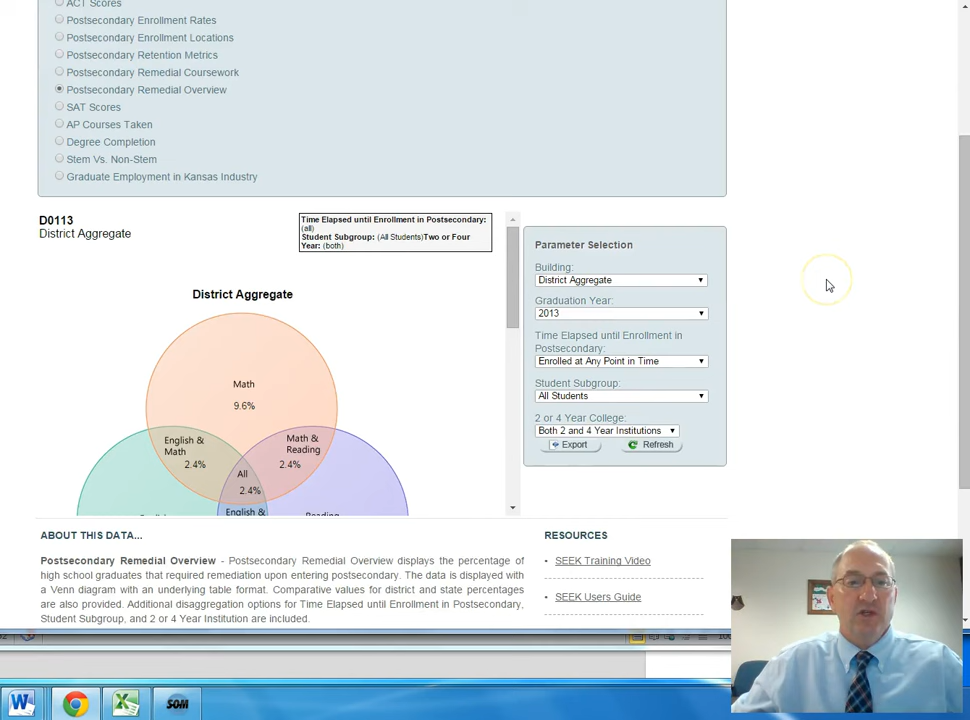 ACT Scores
Postsecondary Enrollment Rates
Postsecondary Enrollment Locations
Postsecondary Retention Metrics
Postsecondary Remedial Coursework
Postsecondary Remedial Overview
SAT Scores
AP Courses Taken
Degree Completion
Stem Vs. Non-Stem
Graduate Employment in Kansas Industry
D0113
District Aggregate
Time Elapsed until Enrollment in Postsecondary:
(all)
Student Subgroup: (All Students)Two or Four
Year: (both)
District Aggregate
Math
9.6%
English &
Math
2.4%
Math &
Reading
2.4%
All
2.4%
English &
Reading
Parameter Selection
Building:
District Aggregate
Graduation Year:
2013
Time Elapsed until Enrollment in
Postsecondary:
Enrolled at Any Point in Time
Student Subgroup:
All Students
2 or 4 Year College:
Both 2 and 4 Year Institutions
Export
Refresh
ABOUT THIS DATA...
Postsecondary Remedial Overview - Postsecondary Remedial Overview displays the percentage of
high school graduates that required remediation upon entering postsecondary. The data is displayed with
a Venn diagram with an underlying table format. Comparative values for district and state percentages
are also provided. Additional disaggregation options for Time Elapsed until Enrollment in Postsecondary,
Student Subgroup, and 2 or 4 Year Institution are included.
RESOURCES
• SEEK Training Video
• SEEK Users Guide
SOM